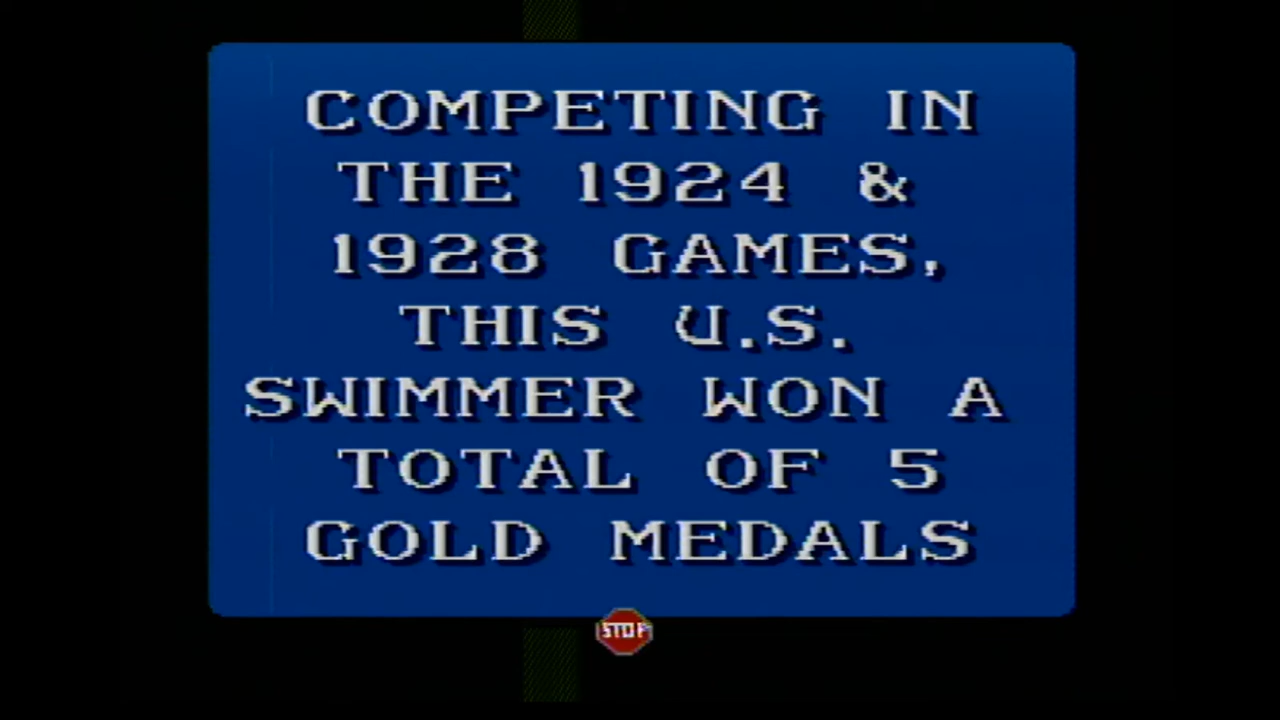 COMPETING IN
THE 1924 &
1928 GAMES,
THIS U.S.
SWIMMER WON A
TOTAL OF 5
GOLD MEDALS
STOP